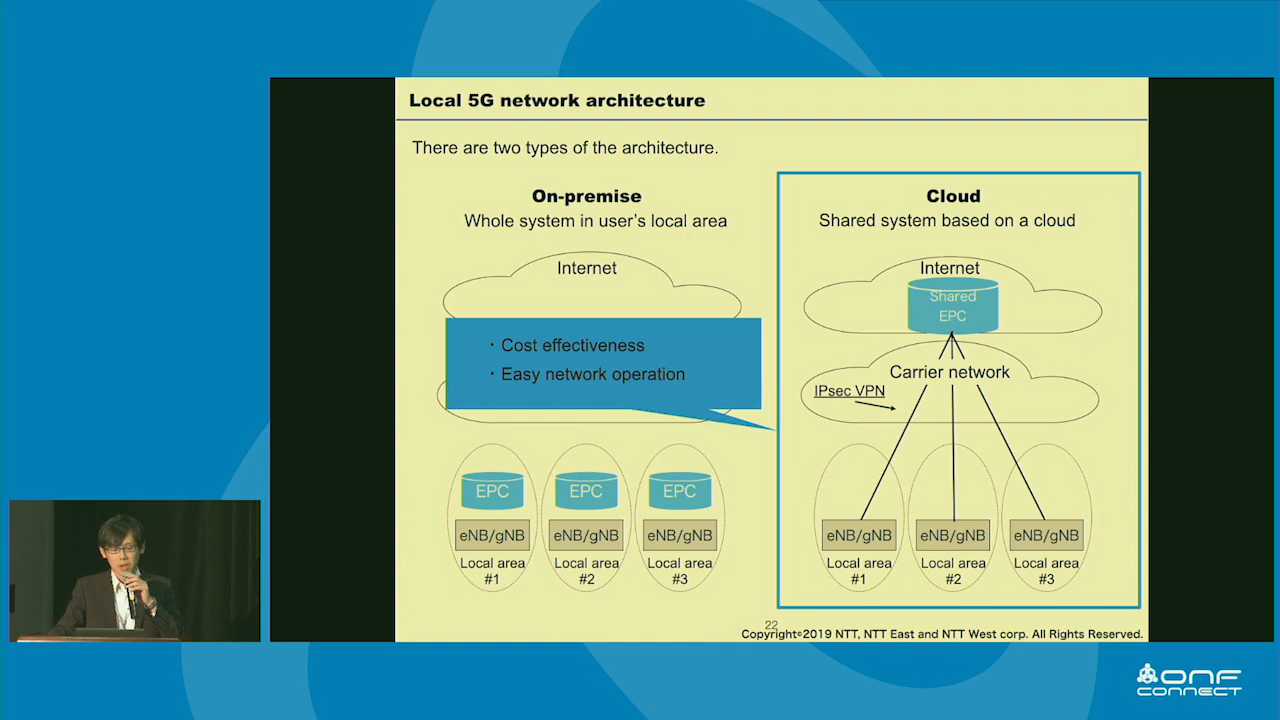 Local 5G network architecture
There are two types of the architecture.
On-premise
Whole system in user's local area
Internet
・Cost effectiveness
・Easy network operation
EPC
EPC
EPC
eNB/gNB
eNB/gNB
eNB/gNB
Local area
#1
Local area
#2
Local area
#3
Cloud
Shared system based on a cloud
Internet
Shared
EPC
Carrier network
IPsec VPN
eNB/gNB
eNB/gNB
eNB/gNB
Local area
#1
Local area
#2
Local area
#3
22
Copyright©2019 NTT, NTT East and NTT West corp. All Rights Reserved.
ONF
CONNECT